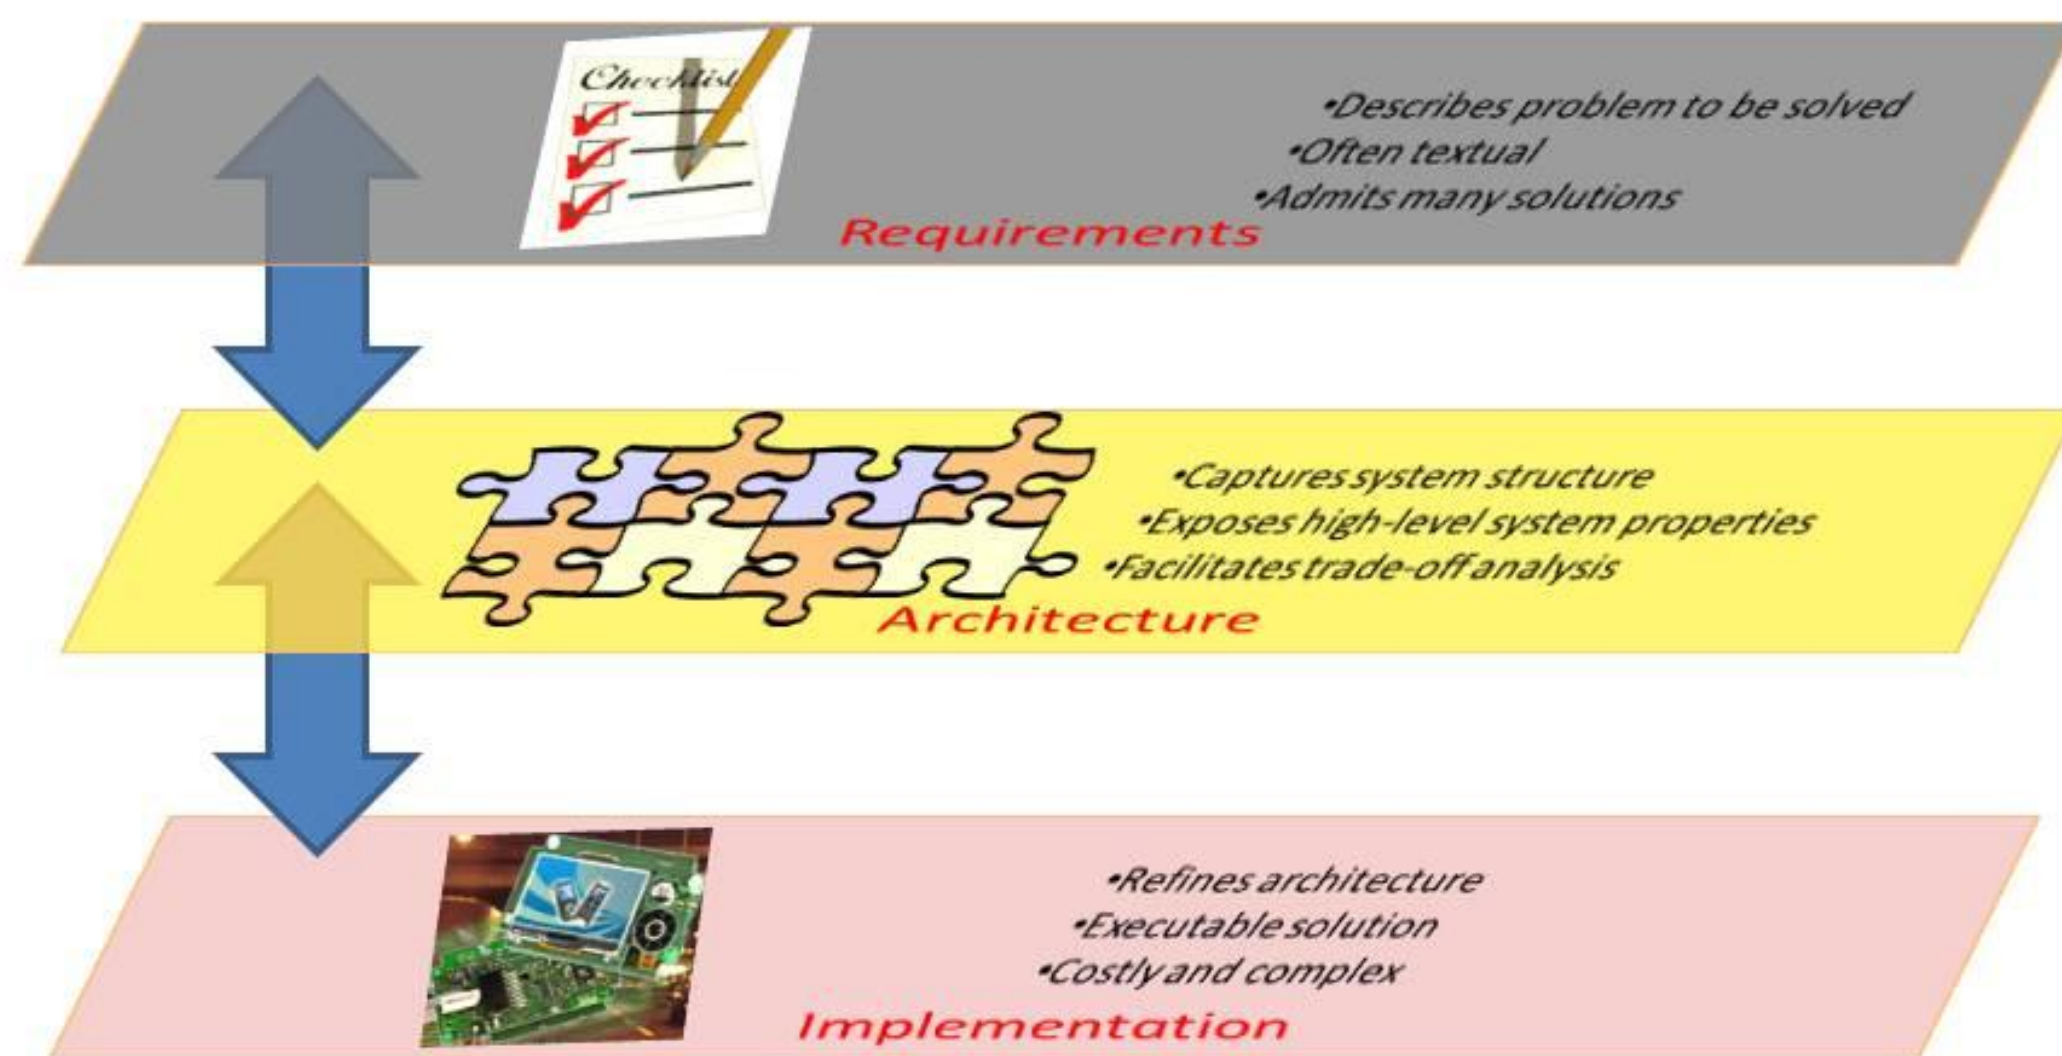 Checklist
•Describes problem to be solved
•Often textual
•Admits many solutions
Requirements
•Captures system structure
•Exposes high-level system properties
•Facilitates trade-off analysis
Architecture
•Refines architecture
•Executable solution
•Costly and complex
Implementation